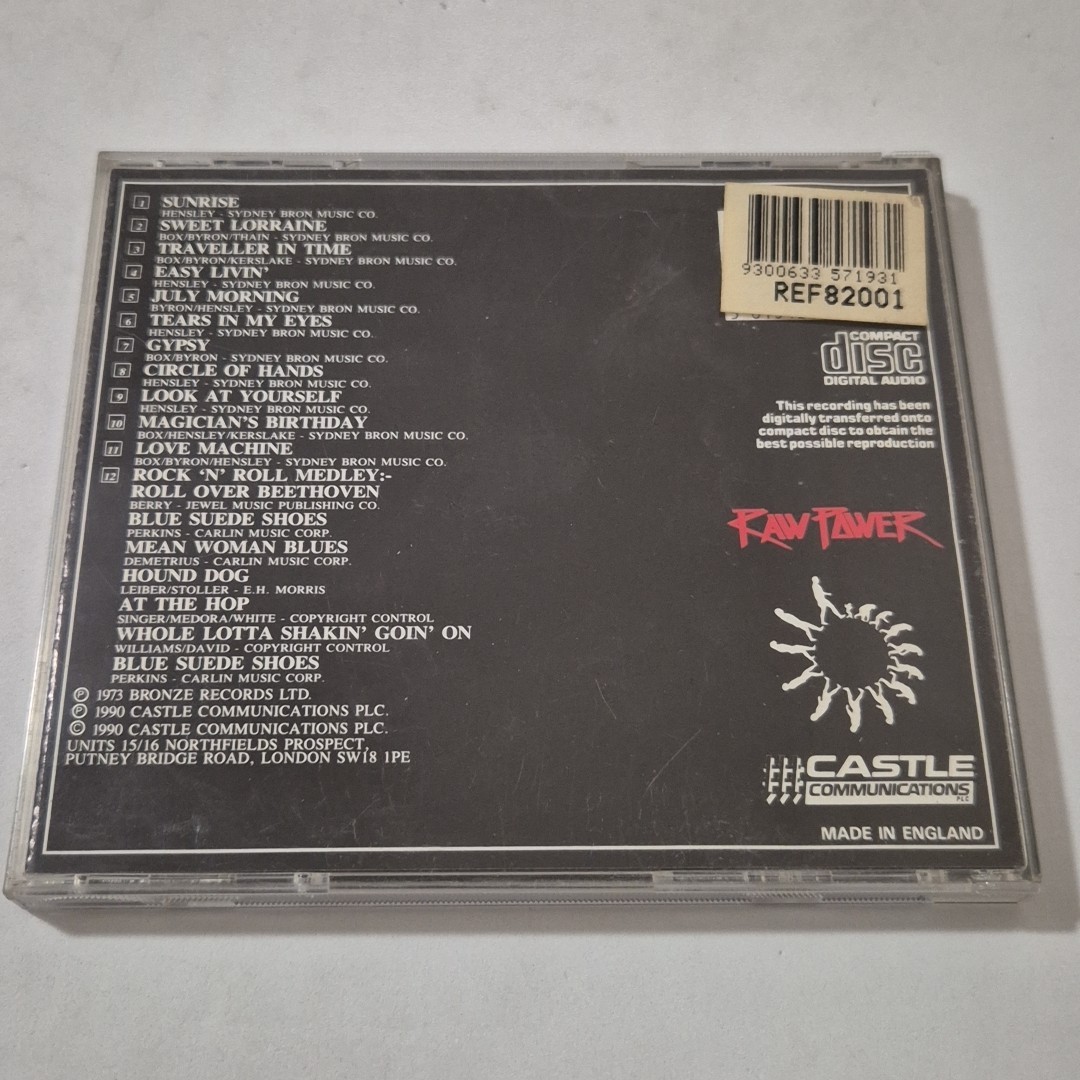 1 SUNRISE
HENSLEY - SYDNEY BRON MUSIC CO.
2 SWEET LORRAINE
BOX/BYRON/THAIN - SYDNEY BRON MUSIC CO.
3 TRAVELLER IN TIME
BOX/BYRON/KERSLAKE - SYDNEY BRON MUSIC CO.
4 EASY LIVIN'
HENSLEY - SYDNEY BRON MUSIC CO.
5 JULY MORNING
BYRON/HENSLEY - SYDNEY BRON MUSIC CO.
6 TEARS IN MY EYES
HENSLEY - SYDNEY BRON MUSIC CO.
7 GYPSY
BOX/BYRON - SYDNEY BRON MUSIC CO.
8 CIRCLE OF HANDS
HENSLEY - SYDNEY BRON MUSIC CO.
9 LOOK AT YOURSELF
HENSLEY - SYDNEY BRON MUSIC CO.
10 MAGICIAN'S BIRTHDAY
BOX/HENSLEY/KERSLAKE - SYDNEY BRON MUSIC CO.
11 LOVE MACHINE
BOX/BYRON/HENSLEY - SYDNEY BRON MUSIC CO.
12 ROCK 'N' ROLL MEDLEY:-
ROLL OVER BEETHOVEN
BERRY - JEWEL MUSIC PUBLISHING CO.
BLUE SUEDE SHOES
PERKINS - CARLIN MUSIC CORP.
MEAN WOMAN BLUES
DEMETRIUS - CARLIN MUSIC CORP.
HOUND DOG
LEIBER/STOLLER - E.H. MORRIS
AT THE HOP
SINGER/MEDORA/WHITE - COPYRIGHT CONTROL
WHOLE LOTTA SHAKIN' GOIN' ON
WILLIAMS/DAVID - COPYRIGHT CONTROL
BLUE SUEDE SHOES
PERKINS - CARLIN MUSIC CORP.
℗ 1973 BRONZE RECORDS LTD.
℗ 1990 CASTLE COMMUNICATIONS PLC.
© 1990 CASTLE COMMUNICATIONS PLC.
UNITS 15/16 NORTHFIELDS PROSPECT,
PUTNEY BRIDGE ROAD, LONDON SW18 1PE
9300633 571931
REF82001
COMPACT
disc
DIGITAL AUDIO
This recording has been
digitally transferred onto
compact disc to obtain the
best possible reproduction
RAW POWER
CASTLE
COMMUNICATIONS
PLC
MADE IN ENGLAND